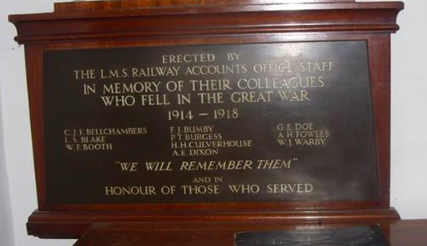 ERECTED BY
THE L.M.S. RAILWAY ACCOUNTS OFFICE STAFF
IN MEMORY OF THEIR COLLEAGUES
WHO FELL IN THE GREAT WAR
1914 – 1918
C. J. F. BELLCHAMBERS
L. S. BLAKE
W. F. BOOTH
F. J. BUMBY
P. T. BURGESS
H. H. CULVERHOUSE
A. E. DIXON
G. E. DOE
A. H. FOWLES
W. J. WARBY
"WE WILL REMEMBER THEM"
AND IN
HONOUR OF THOSE WHO SERVED